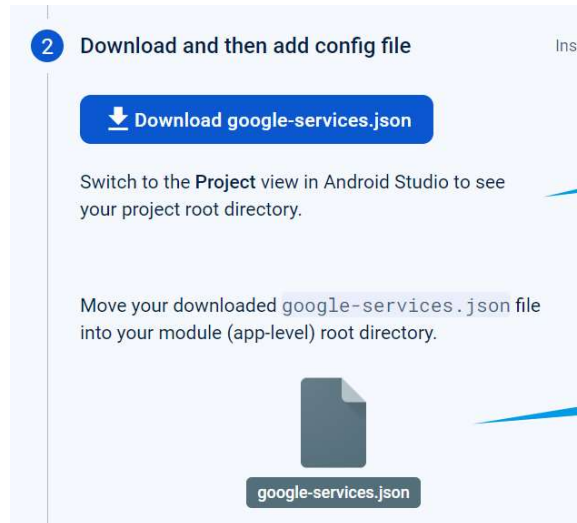 2 Download and then add config file Ins
Download google-services.json
Switch to the Project view in Android Studio to see
your project root directory.
Move your downloaded google-services.json file
into your module (app-level) root directory.
google-services.json